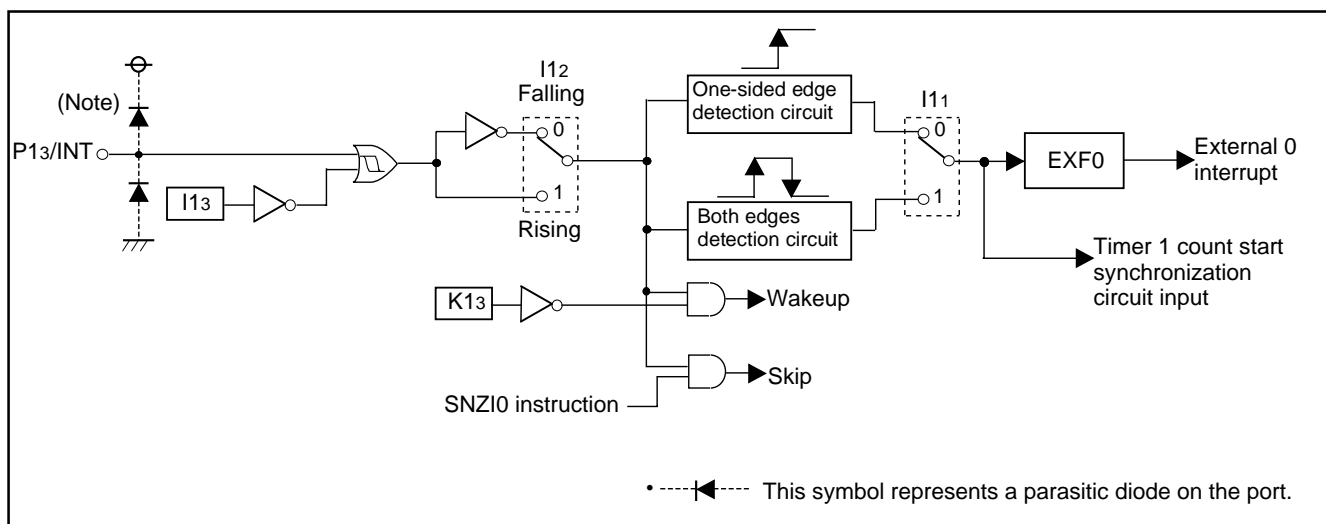 (Note)
P13/INT
I13
I12
Falling
0
1
Rising
One-sided edge
detection circuit
Both edges
detection circuit
I11
0
1
EXF0
External 0
interrupt
Timer 1 count start
synchronization
circuit input
K13
Wakeup
Skip
SNZI0 instruction
• This symbol represents a parasitic diode on the port.